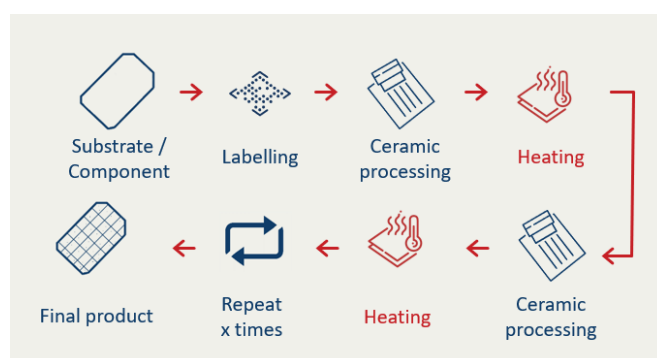 Substrate /
Component
Labelling
Ceramic
processing
Heating
Final product
Repeat
x times
Heating
Ceramic
processing